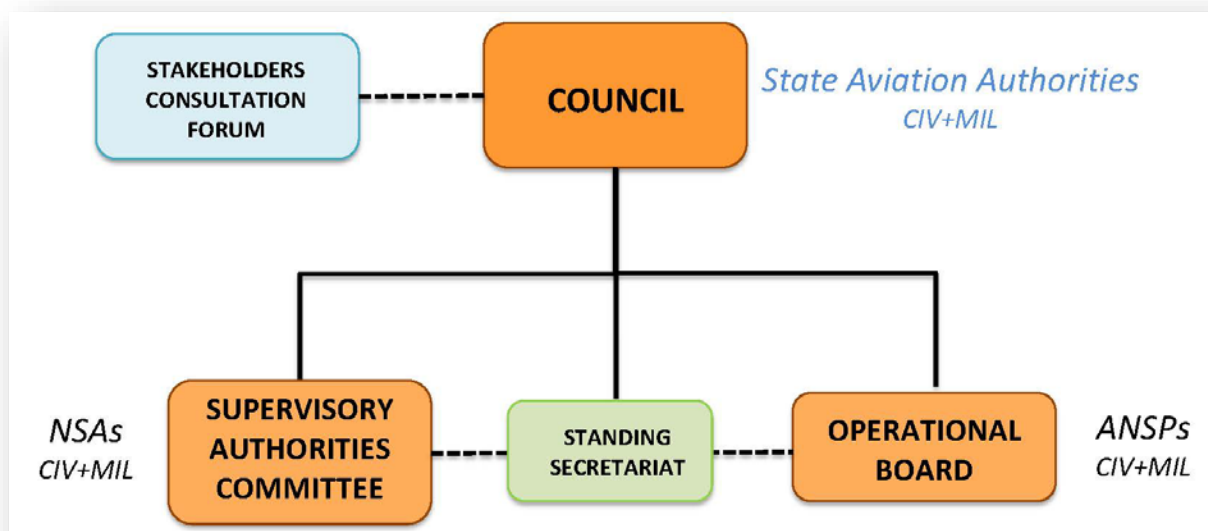 STAKEHOLDERS
CONSULTATION
FORUM
COUNCIL
State Aviation Authorities
CIV+MIL
NSAs
CIV+MIL
SUPERVISORY
AUTHORITIES
COMMITTEE
STANDING
SECRETARIAT
OPERATIONAL
BOARD
ANSPs
CIV+MIL